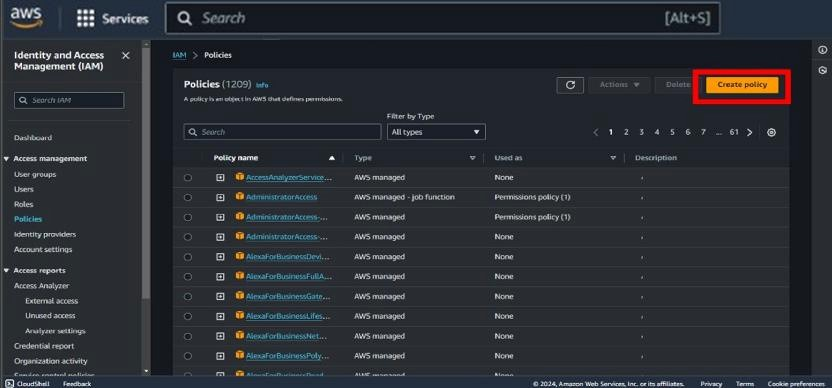 aws
Services
Search
[Alt+S]
Identity and Access
Management (IAM)
Search IAM
Dashboard
Access management
User groups
Users
Roles
Policies
Identity providers
Account settings
Access reports
Access Analyzer
External access
Unused access
Analyzer settings
Credential report
Organization activity
Service control policies
IAM > Policies
Policies (1209) Info
A policy is an object in AWS that defines permissions.
Actions
Delete
Create policy
Filter by Type
Search
All types
1 2 3 4 5 6 7 ... 61
Policy name Type Used as Description
AccessAnalyzerService... AWS managed None
AdministratorAccess AWS managed - job function Permissions policy (1)
AdministratorAccess-... AWS managed Permissions policy (1)
AdministratorAccess-... AWS managed None
AlexaForBusinessDevi... AWS managed None
AlexaForBusinessFullA... AWS managed None
AlexaForBusinessGate... AWS managed None
AlexaForBusinessLifes... AWS managed None
AlexaForBusinessNet... AWS managed None
AlexaForBusinessPoly... AWS managed None
AlexaForBusinessRead... AWS managed None
CloudShell Feedback © 2024, Amazon Web Services, Inc. or its affiliates. Privacy Terms Cookie preferences